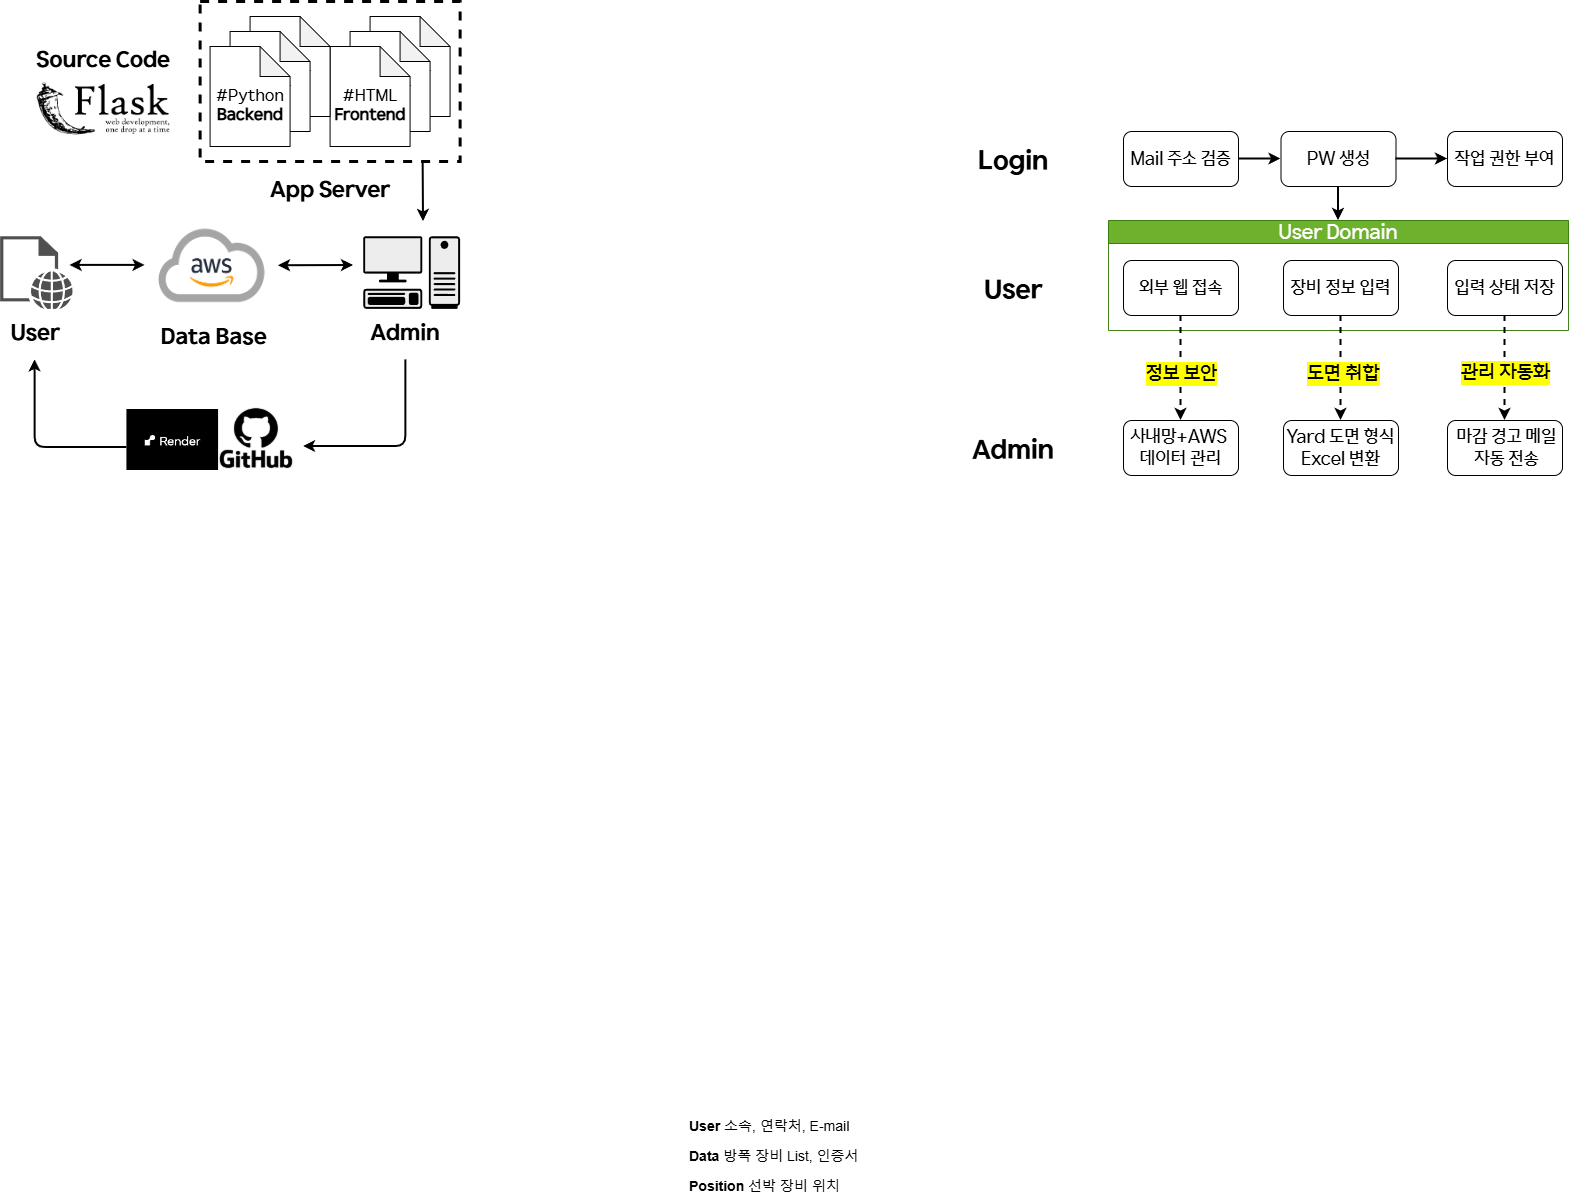 Source Code
Flask
web development,
one drop at a time
#Python
Backend
#HTML
Frontend
App Server
aws
User
Data Base
Admin
Render
GitHub
Login
Mail 주소 검증
PW 생성
작업 권한 부여
User Domain
User
외부 웹 접속
장비 정보 입력
입력 상태 저장
정보 보안
도면 취합
관리 자동화
Admin
사내망+AWS
데이터 관리
Yard 도면 형식
Excel 변환
마감 경고 메일
자동 전송
User 소속, 연락처, E-mail
Data 방폭 장비 List, 인증서
Position 선박 장비 위치